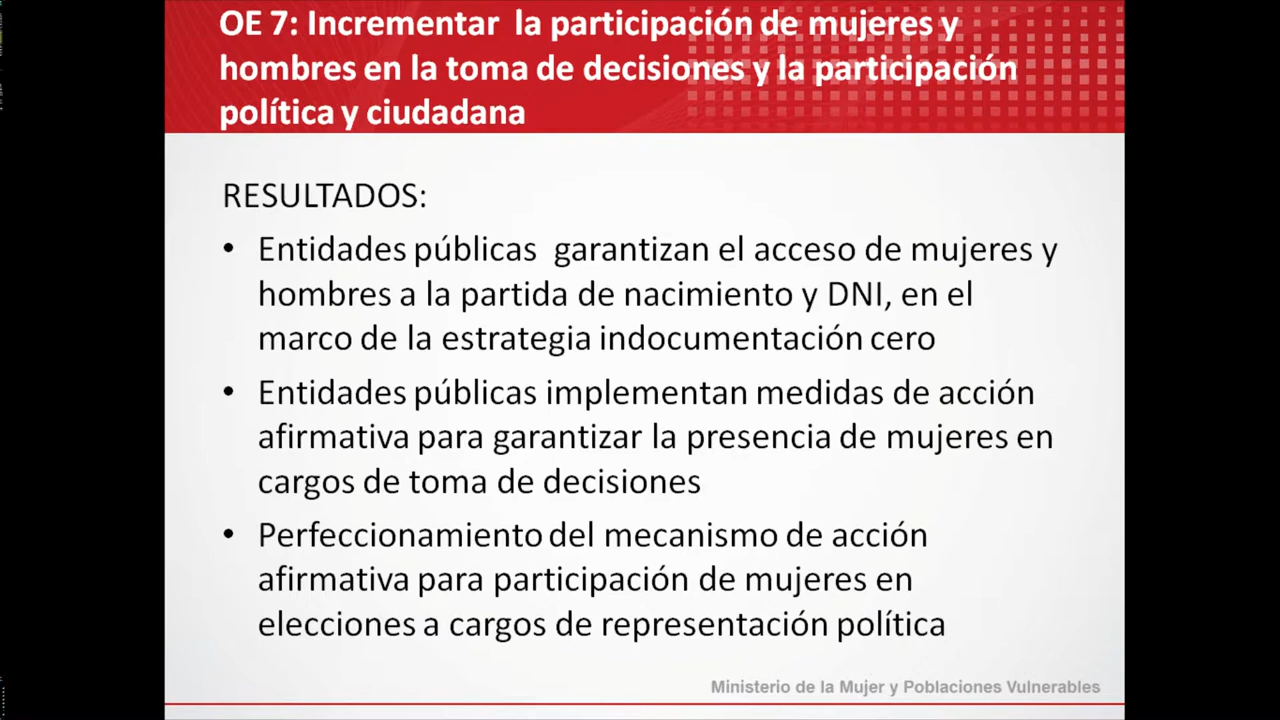 OE 7: Incrementar la participación de mujeres y
hombres en la toma de decisiones y la participación
política y ciudadana
RESULTADOS:
• Entidades públicas garantizan el acceso de mujeres y
hombres a la partida de nacimiento y DNI, en el
marco de la estrategia indocumentación cero
• Entidades públicas implementan medidas de acción
afirmativa para garantizar la presencia de mujeres en
cargos de toma de decisiones
• Perfeccionamiento del mecanismo de acción
afirmativa para participación de mujeres en
elecciones a cargos de representación política
Ministerio de la Mujer y Poblaciones Vulnerables